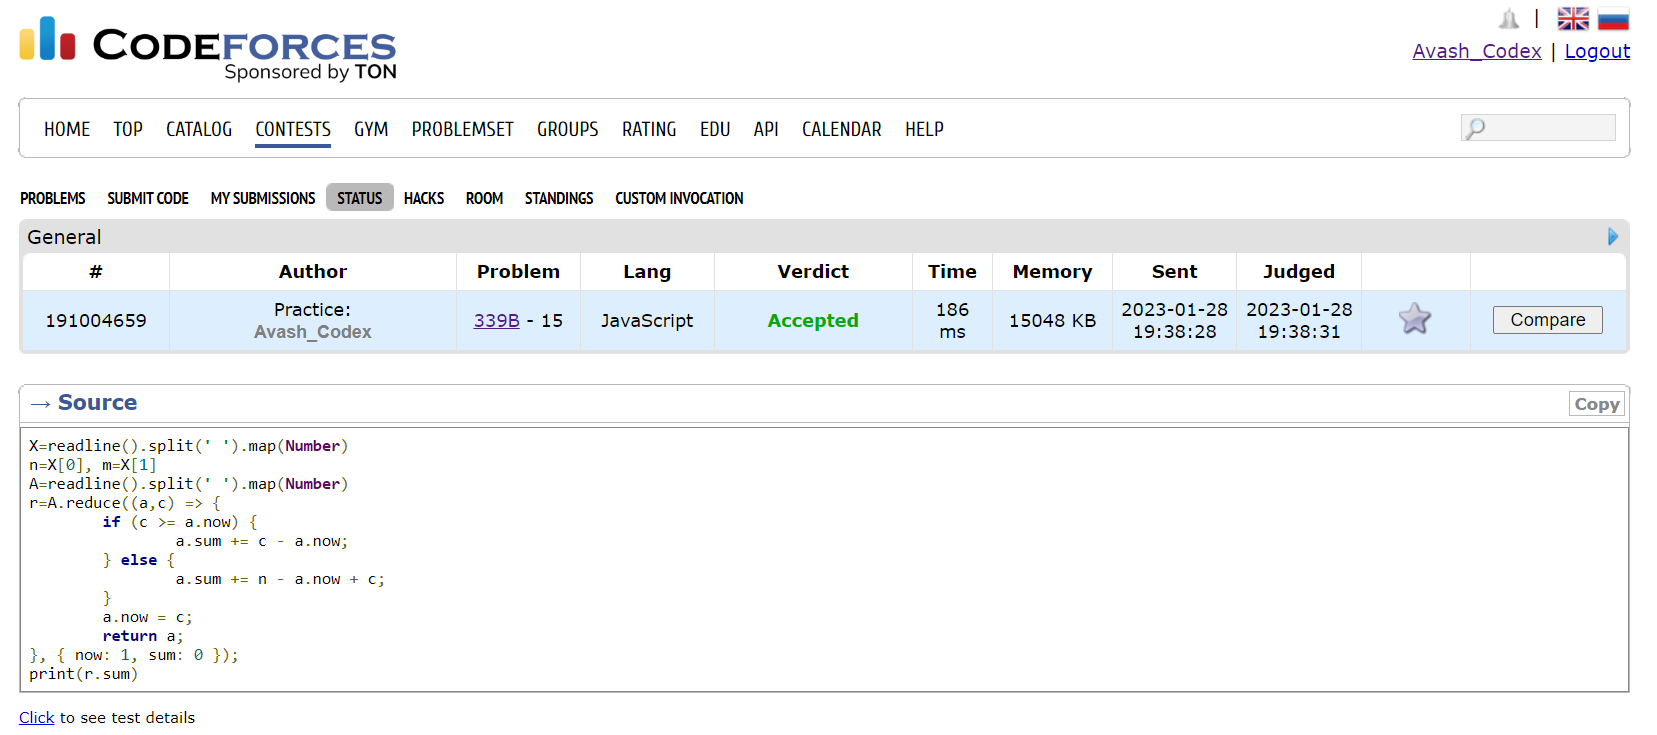 CODEFORCES
Sponsored by TON
|
Avash_Codex | Logout
HOME TOP CATALOG CONTESTS GYM PROBLEMSET GROUPS RATING EDU API CALENDAR HELP
PROBLEMS SUBMIT CODE MY SUBMISSIONS STATUS HACKS ROOM STANDINGS CUSTOM INVOCATION
General
# Author Problem Lang Verdict Time Memory Sent Judged
191004659 Practice: Avash_Codex 339B - 15 JavaScript Accepted 186 ms 15048 KB 2023-01-28 19:38:28 2023-01-28 19:38:31 Compare
→ Source Copy
X=readline().split(' ').map(Number)
n=X[0], m=X[1]
A=readline().split(' ').map(Number)
r=A.reduce((a,c) => {
        if (c >= a.now) {
                a.sum += c - a.now;
        } else {
                a.sum += n - a.now + c;
        }
        a.now = c;
        return a;
}, { now: 1, sum: 0 });
print(r.sum)
Click to see test details